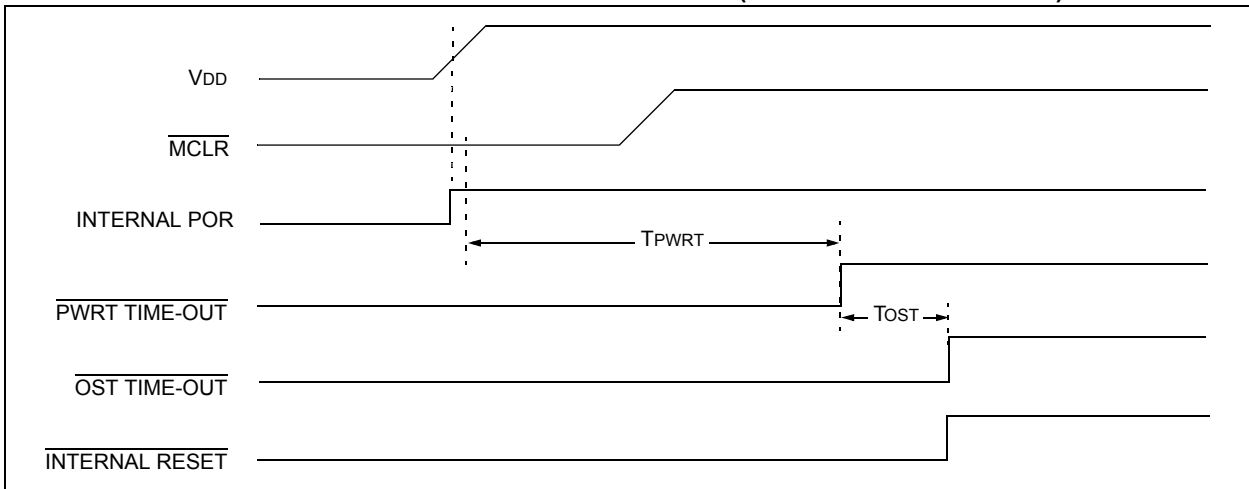 VDD
MCLR
INTERNAL POR
TPWRT
PWRT TIME-OUT
TOST
OST TIME-OUT
INTERNAL RESET